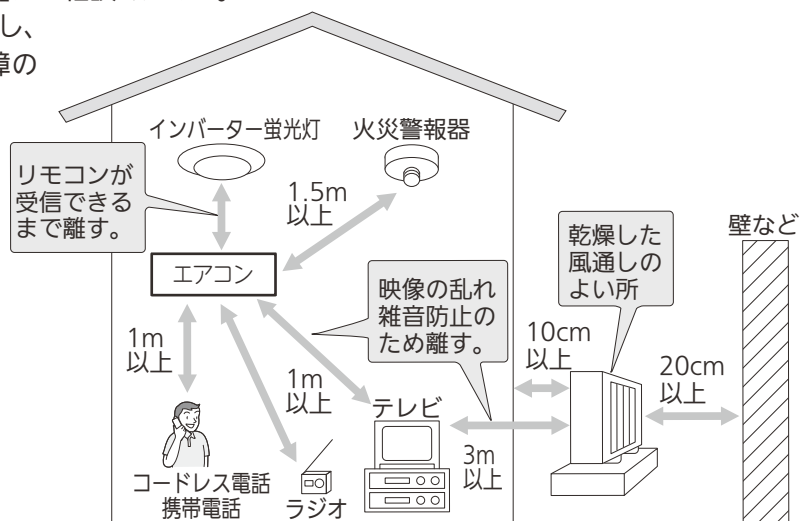 し、
障の
インバーター蛍光灯
火災警報器
リモコンが
受信できる
まで離す。
1.5m
以上
エアコン
映像の乱れ
雑音防止の
ため離す。
乾燥した
風通しの
よい所
壁など
1m
以上
1m
以上
10cm
以上
20cm
以上
テレビ
3m
以上
コードレス電話
携帯電話
ラジオ